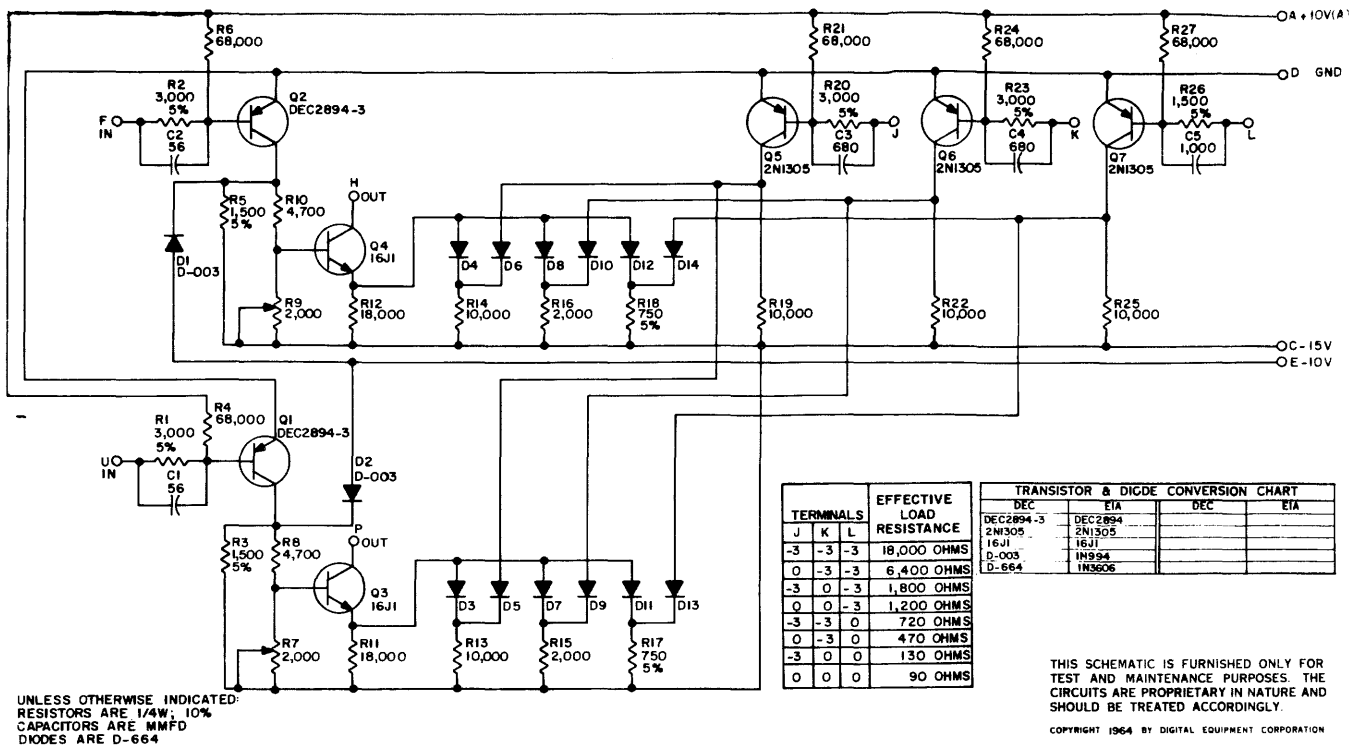 R6
68,000
R21
68,000
R24
68,000
R27
68,000
A +10V(A)
D GND
R2
3,000
5%
Q2
DEC2894-3
F
IN
C2
56
R20
3,000
5%
C3
680
J
Q5
2N1305
R23
3,000
5%
C4
680
K
Q6
2N1305
R26
1,500
5%
C5
1,000
L
Q7
2N1305
R5
1,500
5%
R10
4,700
H
OUT
Q4
16J1
D1
D-003
D4
D6
D8
D10
D12
D14
R9
2,000
R12
18,000
R14
10,000
R16
2,000
R18
750
5%
R19
10,000
R22
10,000
R25
10,000
C-15V
E-10V
R4
68,000
R1
3,000
5%
Q1
DEC2894-3
U
IN
C1
56
D2
D-003
P
OUT
R3
1,500
5%
R8
4,700
Q3
16J1
D3
D5
D7
D9
D11
D13
R7
2,000
R11
18,000
R13
10,000
R15
2,000
R17
750
5%
TERMINALS EFFECTIVE LOAD RESISTANCE
J K L
-3 -3 -3 18,000 OHMS
0 -3 -3 6,400 OHMS
-3 0 -3 1,800 OHMS
0 0 -3 1,200 OHMS
-3 -3 0 720 OHMS
0 -3 0 470 OHMS
-3 0 0 130 OHMS
0 0 0 90 OHMS
TRANSISTOR & DIODE CONVERSION CHART
DEC EIA DEC EIA
DEC2894-3 DEC2894
2N1305 2N1305
16J1 16J1
D-003 1N994
D-664 1N3606
UNLESS OTHERWISE INDICATED:
RESISTORS ARE 1/4W; 10%
CAPACITORS ARE MMFD
DIODES ARE D-664
THIS SCHEMATIC IS FURNISHED ONLY FOR
TEST AND MAINTENANCE PURPOSES. THE
CIRCUITS ARE PROPRIETARY IN NATURE AND
SHOULD BE TREATED ACCORDINGLY.
COPYRIGHT 1964 BY DIGITAL EQUIPMENT CORPORATION